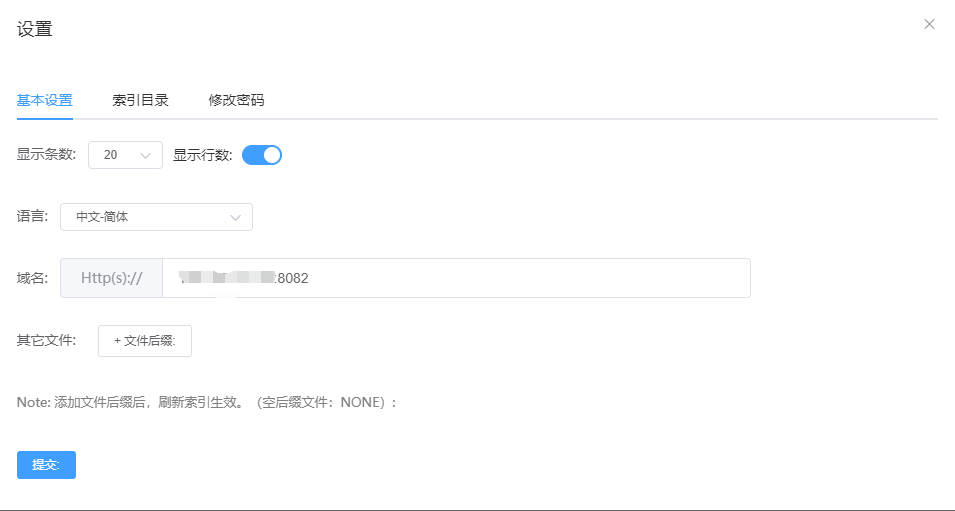 设置
基本设置 索引目录 修改密码
显示条数: 20 显示行数:
语言: 中文-简体
域名: Http(s):// :8082
其它文件: + 文件后缀:
Note: 添加文件后缀后，刷新索引生效。（空后缀文件：NONE）:
提交: